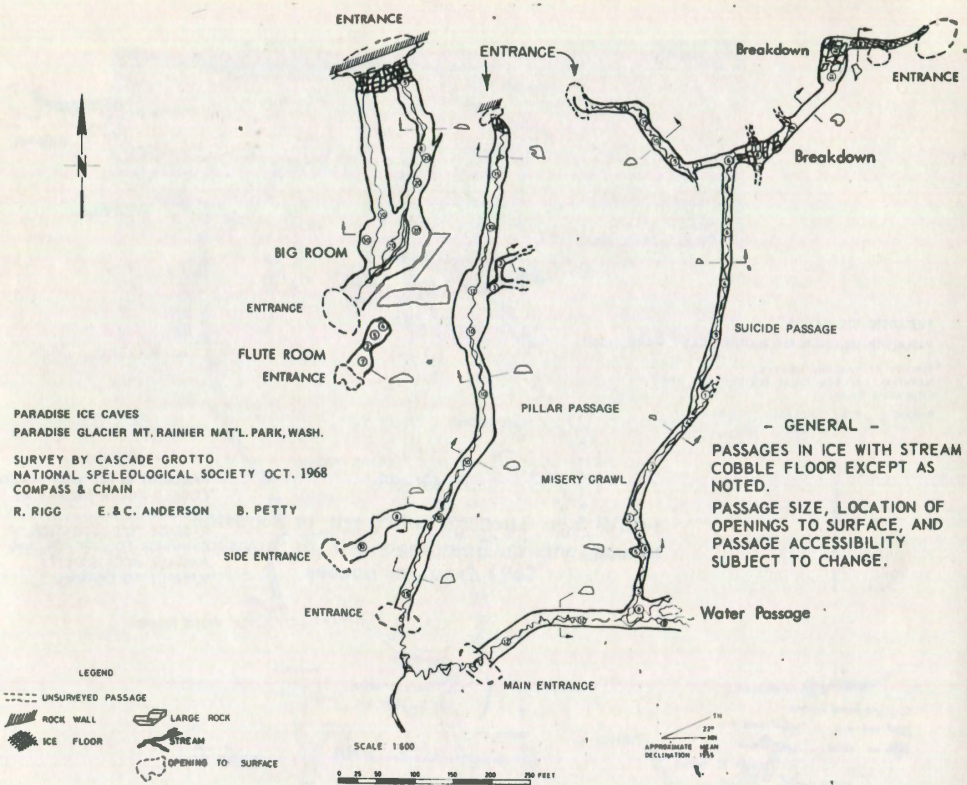 ENTRANCE
ENTRANCE
Breakdown
ENTRANCE
N
Breakdown
BIG ROOM
ENTRANCE
SUICIDE PASSAGE
FLUTE ROOM
ENTRANCE
PILLAR PASSAGE
PARADISE ICE CAVES
PARADISE GLACIER MT. RAINIER NAT'L. PARK, WASH.
SURVEY BY CASCADE GROTTO
NATIONAL SPELEOLOGICAL SOCIETY OCT. 1968
COMPASS & CHAIN
R. RIGG E. & C. ANDERSON B. PETTY
- GENERAL -
PASSAGES IN ICE WITH STREAM
COBBLE FLOOR EXCEPT AS
NOTED.
PASSAGE SIZE, LOCATION OF
OPENINGS TO SURFACE, AND
PASSAGE ACCESSIBILITY
SUBJECT TO CHANGE.
MISERY CRAWL
SIDE ENTRANCE
ENTRANCE
Water Passage
MAIN ENTRANCE
LEGEND
UNSURVEYED PASSAGE
ROCK WALL
LARGE ROCK
ICE FLOOR
STREAM
OPENING TO SURFACE
SCALE 1:600
0 25 50 100 150 200 250 FEET
TN
22°
MN
APPROXIMATE MEAN
DECLINATION